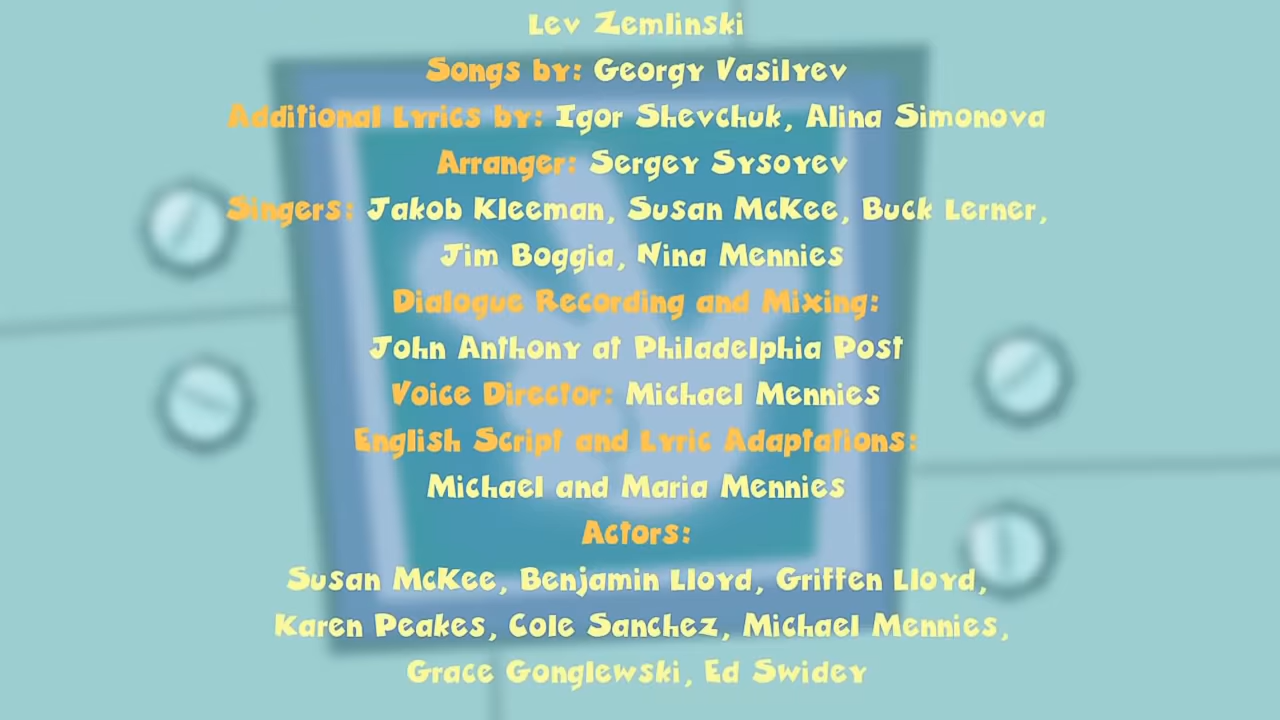 Lev Zemlinski
Songs by: Georgy Vasilyev
Additional Lyrics by: Igor Shevchuk, Alina Simonova
Arranger: Sergey Sysoyev
Singers: Jakob Kleeman, Susan McKee, Buck Lerner,
Jim Boggia, Nina Mennies
Dialogue Recording and Mixing:
John Anthony at Philadelphia Post
Voice Director: Michael Mennies
English Script and Lyric Adaptations:
Michael and Maria Mennies
Actors:
Susan McKee, Benjamin Lloyd, Griffen Lloyd,
Karen Peakes, Cole Sanchez, Michael Mennies,
Grace Gonglewski, Ed Swidey